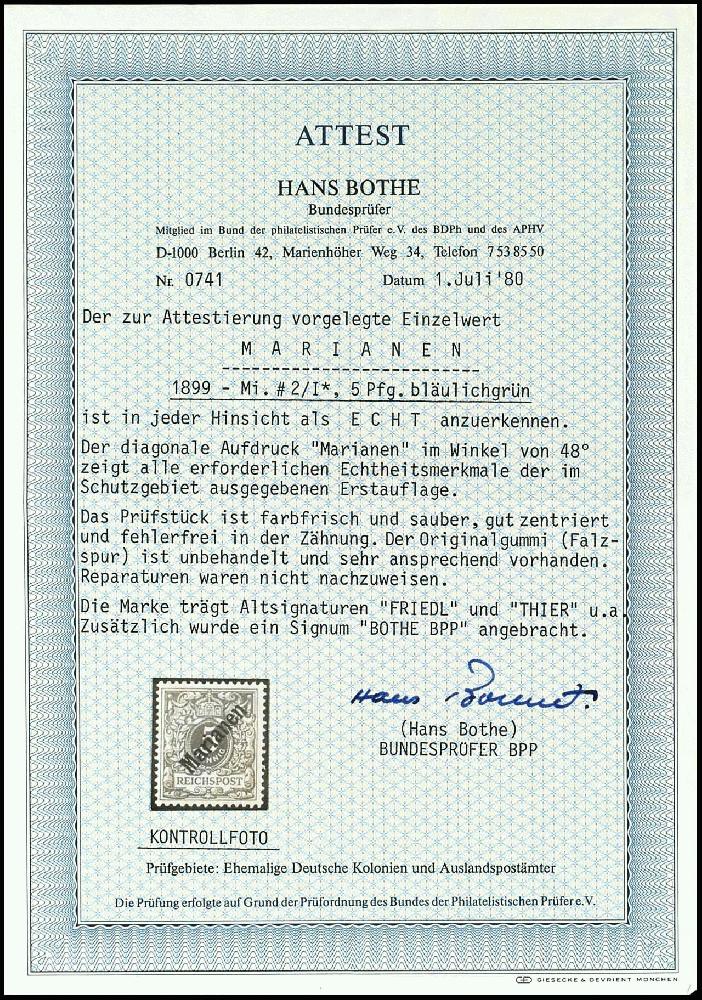 ATTEST
HANS BOTHE
Bundesprüfer
Mitglied im Bund der philatelistischen Prüfer e.V. des BDPh und des APHV
D-1000 Berlin 42, Marienhöher Weg 34, Telefon 7538550
Nr. 0741 Datum 1.Juli'80
Der zur Attestierung vorgelegte Einzelwert
M A R I A N E N
1899 - Mi. # 2/I*, 5 Pfg. bläulichgrün
ist in jeder Hinsicht als E C H T anzuerkennen.
Der diagonale Aufdruck "Marianen" im Winkel von 48°
zeigt alle erforderlichen Echtheitsmerkmale der im
Schutzgebiet ausgegebenen Erstauflage.
Das Prüfstück ist farbfrisch und sauber, gut zentriert
und fehlerfrei in der Zähnung. Der Originalgummi (Falz-
spur) ist unbehandelt und sehr ansprechend vorhanden.
Reparaturen waren nicht nachzuweisen.
Die Marke trägt Altsignaturen "FRIEDL" und "THIER" u.a.
Zusätzlich wurde ein Signum "BOTHE BPP" angebracht.
Marianen
5
REICHSPOST
(Hans Bothe)
BUNDESPRÜFER BPP
KONTROLLFOTO
Prüfgebiete: Ehemalige Deutsche Kolonien und Auslandspostämter
Die Prüfung erfolgte auf Grund der Prüfordnung des Bundes der Philatelistischen Prüfer e.V.
GIESECKE & DEVRIENT MÜNCHEN